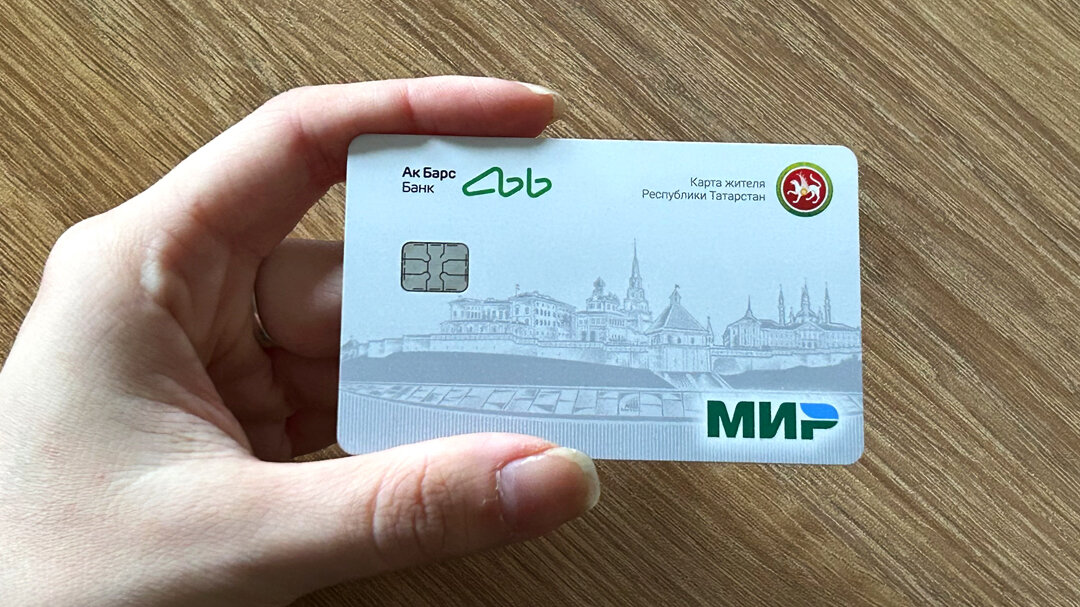 Ак Барс
Банк
Карта жителя
Республики Татарстан
МИР